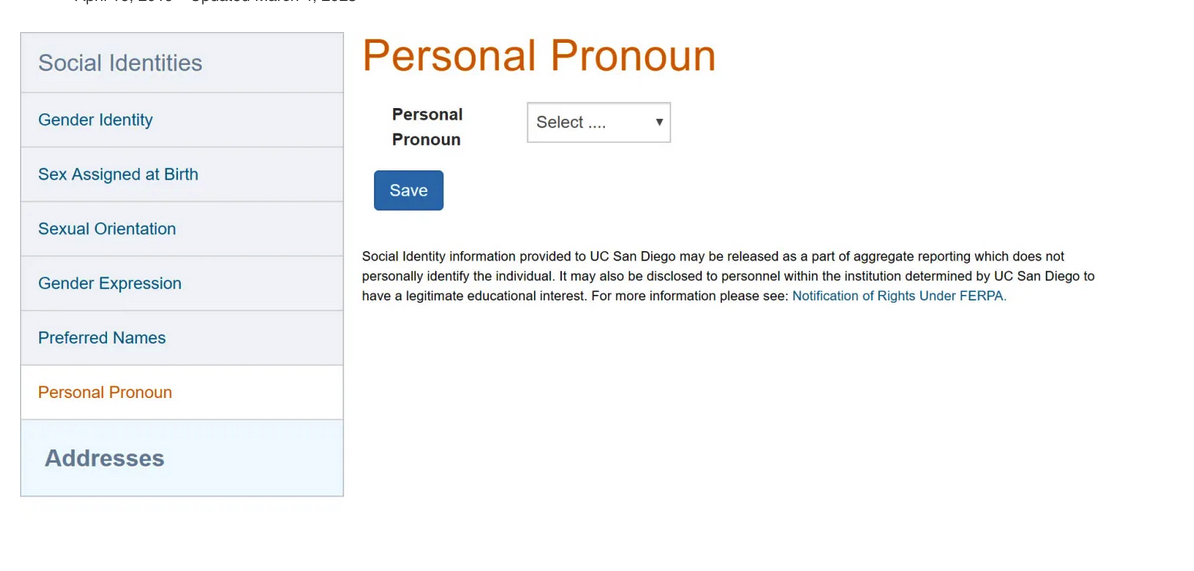 Social Identities
Gender Identity
Sex Assigned at Birth
Sexual Orientation
Gender Expression
Preferred Names
Personal Pronoun
Addresses
Personal Pronoun
Personal
Pronoun
Select ....
Save
Social Identity information provided to UC San Diego may be released as a part of aggregate reporting which does not
personally identify the individual. It may also be disclosed to personnel within the institution determined by UC San Diego to
have a legitimate educational interest. For more information please see: Notification of Rights Under FERPA.